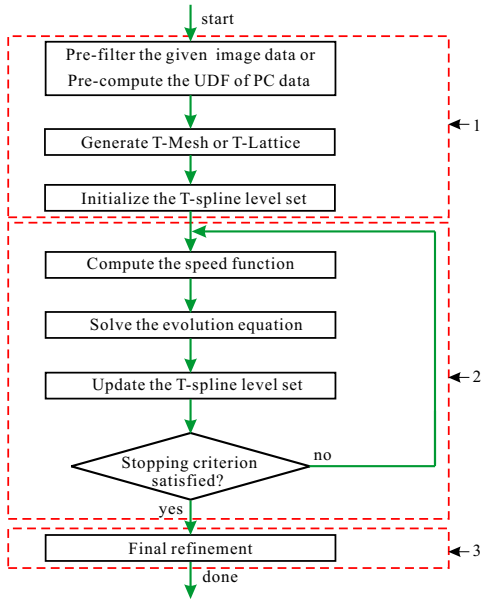 start
Pre-filter the given image data or
Pre-compute the UDF of PC data
1
Generate T-Mesh or T-Lattice
Initialize the T-spline level set
Compute the speed function
Solve the evolution equation
2
Update the T-spline level set
no
Stopping criterion
satisfied?
yes
Final refinement
3
done